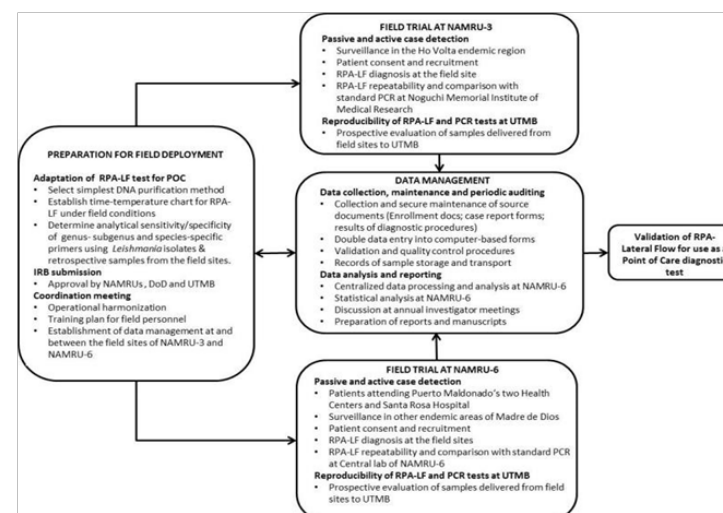 FIELD TRIAL AT NAMRU-3
Passive and active case detection
• Surveillance in the Ho Volta endemic region
• Patient consent and recruitment
• RPA-LF diagnosis at the field site
• RPA-LF repeatability and comparison with
standard PCR at Noguchi Memorial Institute of
Medical Research
Reproducibility of RPA-LF and PCR tests at UTMB
• Prospective evaluation of samples delivered from
field sites to UTMB
PREPARATION FOR FIELD DEPLOYMENT
Adaptation of RPA-LF test for POC
• Select simplest DNA purification method
• Establish time-temperature chart for RPA-
LF under field conditions
• Determine analytical sensitivity/specificity
of genus- subgenus and species-specific
primers using Leishmania isolates &
retrospective samples from the field sites.
IRB submission
• Approval by NAMRUs, DoD and UTMB
Coordination meeting
• Operational harmonization
• Training plan for field personnel
• Establishment of data management at and
between the field sites of NAMRU-3 and
NAMRU-6
DATA MANAGEMENT
Data collection, maintenance and periodic auditing
• Collection and secure maintenance of source
documents (Enrollment docs; case report forms;
results of diagnostic procedures)
• Double data entry into computer-based forms
• Validation and quality control procedures
• Records of sample storage and transport
Data analysis and reporting
• Centralized data processing and analysis at NAMRU-6
• Statistical analysis at NAMRU-6
• Discussion at annual investigator meetings
• Preparation of reports and manuscripts
Validation of RPA-
Lateral Flow for use as a
Point of Care diagnostic
test
FIELD TRIAL AT NAMRU-6
Passive and active case detection
• Patients attending Puerto Maldonado's two Health
Centers and Santa Rosa Hospital
• Surveillance in other endemic areas of Madre de Dios
• Patient consent and recruitment
• RPA-LF diagnosis at the field sites
• RPA-LF repeatability and comparison with standard PCR
at Central lab of NAMRU-6
Reproducibility of RPA-LF and PCR tests at UTMB
• Prospective evaluation of samples delivered from field
sites to UTMB